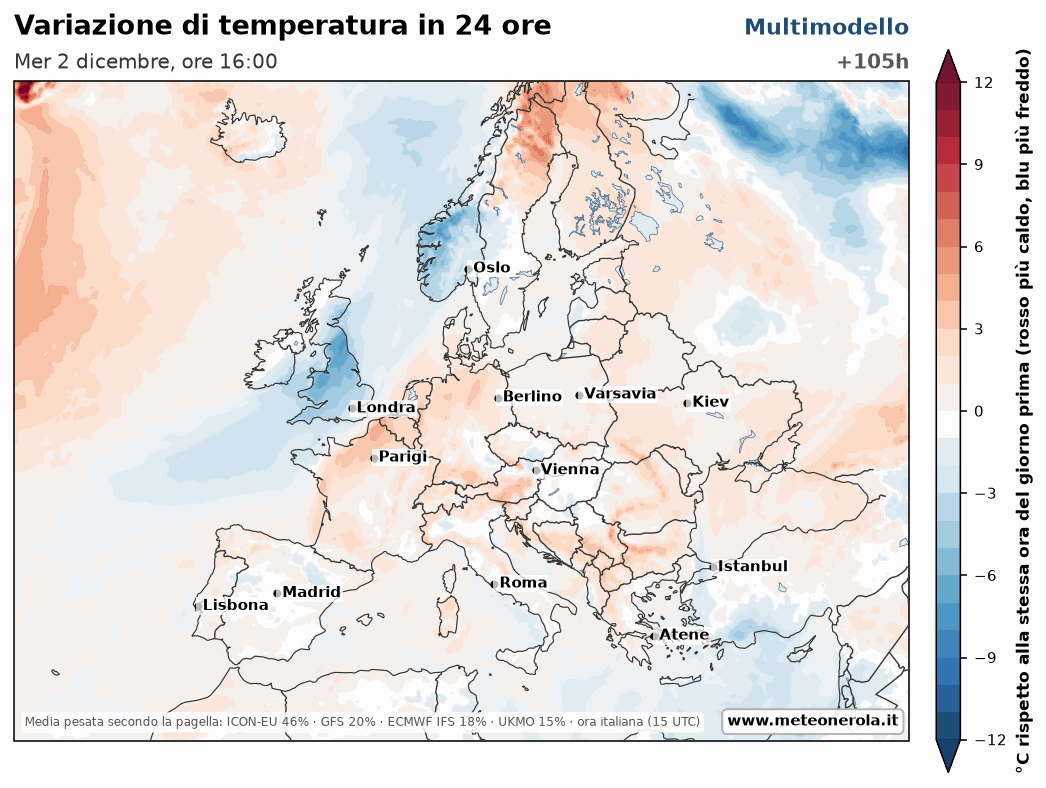 Variazione di temperatura in 24 ore
Multimodello
Mer 2 dicembre, ore 16:00
+105h
Oslo
Londra
Berlino
Varsavia
Kiev
Parigi
Vienna
Istanbul
Roma
Madrid
Lisbona
Atene
Media pesata secondo la pagella: ICON-EU 46% · GFS 20% · ECMWF IFS 18% · UKMO 15% · ora italiana (15 UTC)
www.meteonerola.it
12
9
6
3
0
−3
−6
−9
−12
°C rispetto alla stessa ora del giorno prima (rosso più caldo, blu più freddo)